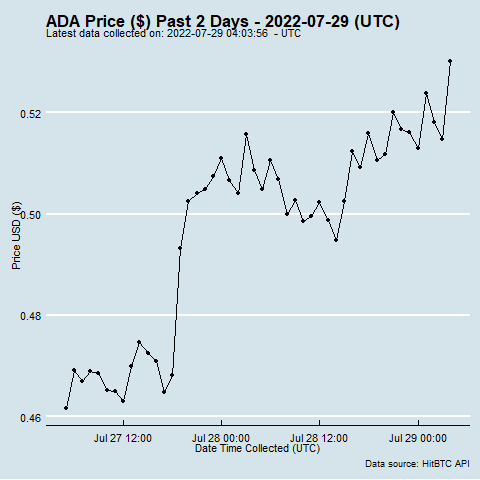 ADA Price ($) Past 2 Days - 2022-07-29 (UTC)
Latest data collected on: 2022-07-29 04:03:56 - UTC
Price USD ($)
0.52
0.50
0.48
0.46
Jul 27 12:00 Jul 28 00:00 Jul 28 12:00 Jul 29 00:00
Date Time Collected (UTC)
Data source: HitBTC API